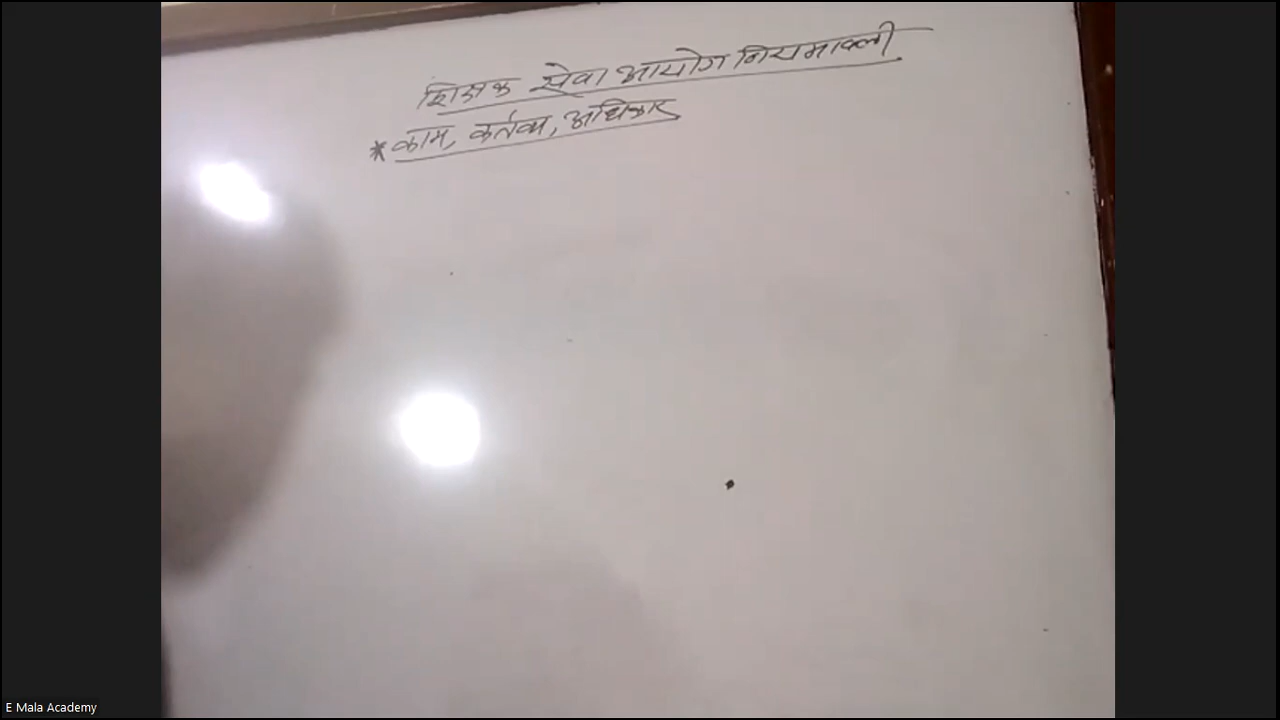 शिक्षक सेवा आयोग नियमावली
* काम, कर्तव्य, अधिकार
E Mala Academy